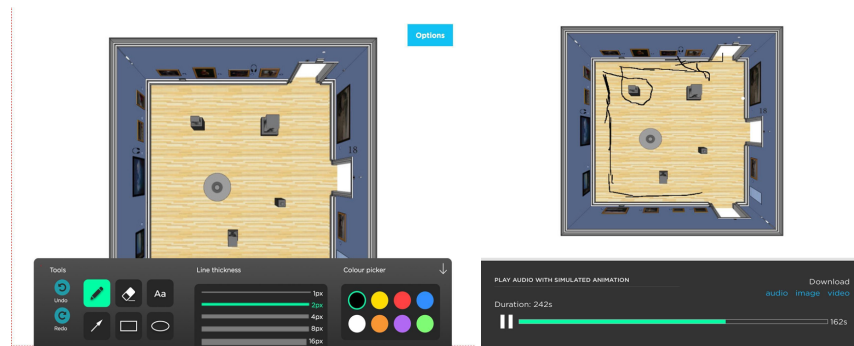 Options
18
Tools
Undo
Redo
Aa
Line thickness
1px
2px
4px
8px
16px
Colour picker
18
PLAY AUDIO WITH SIMULATED ANIMATION
Duration: 242s
162s
Download
audio image video